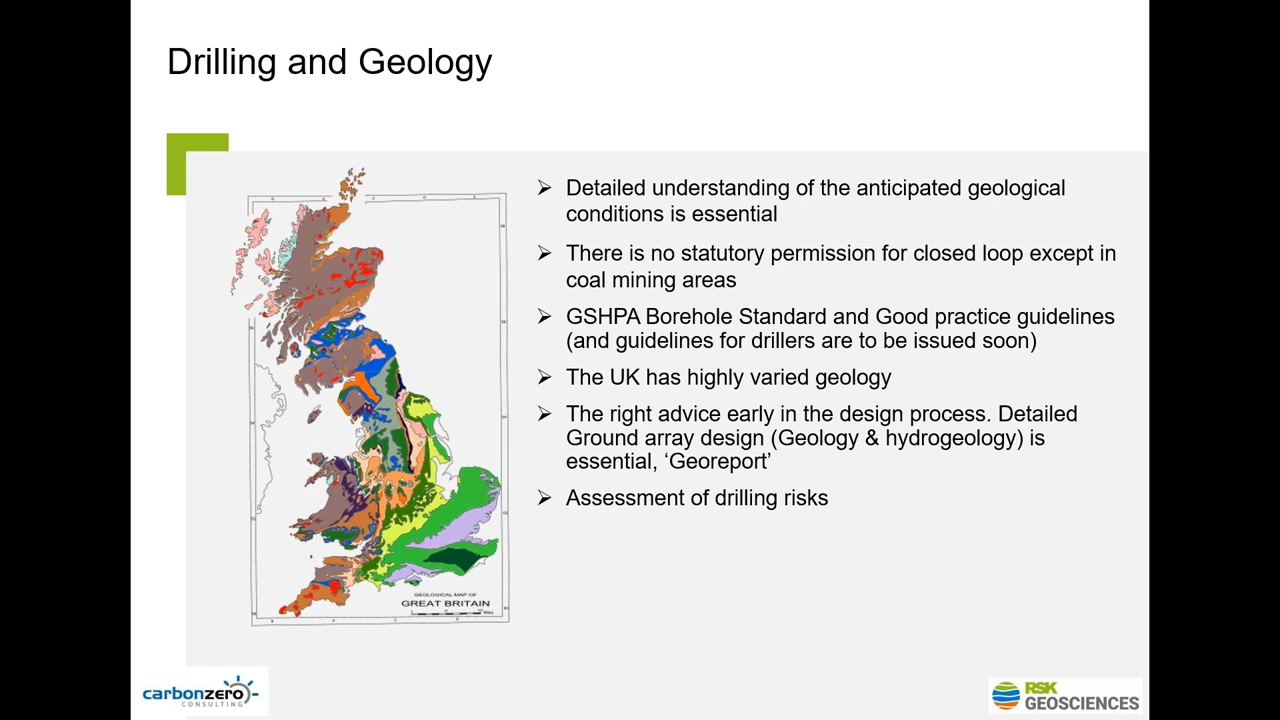 Drilling and Geology
➢ Detailed understanding of the anticipated geological
conditions is essential
➢ There is no statutory permission for closed loop except in
coal mining areas
➢ GSHPA Borehole Standard and Good practice guidelines
(and guidelines for drillers are to be issued soon)
➢ The UK has highly varied geology
➢ The right advice early in the design process. Detailed
Ground array design (Geology & hydrogeology) is
essential, ‘Georeport’
➢ Assessment of drilling risks
GEOLOGICAL MAP OF
GREAT BRITAIN
carbonzero
CONSULTING
RSK
GEOSCIENCES